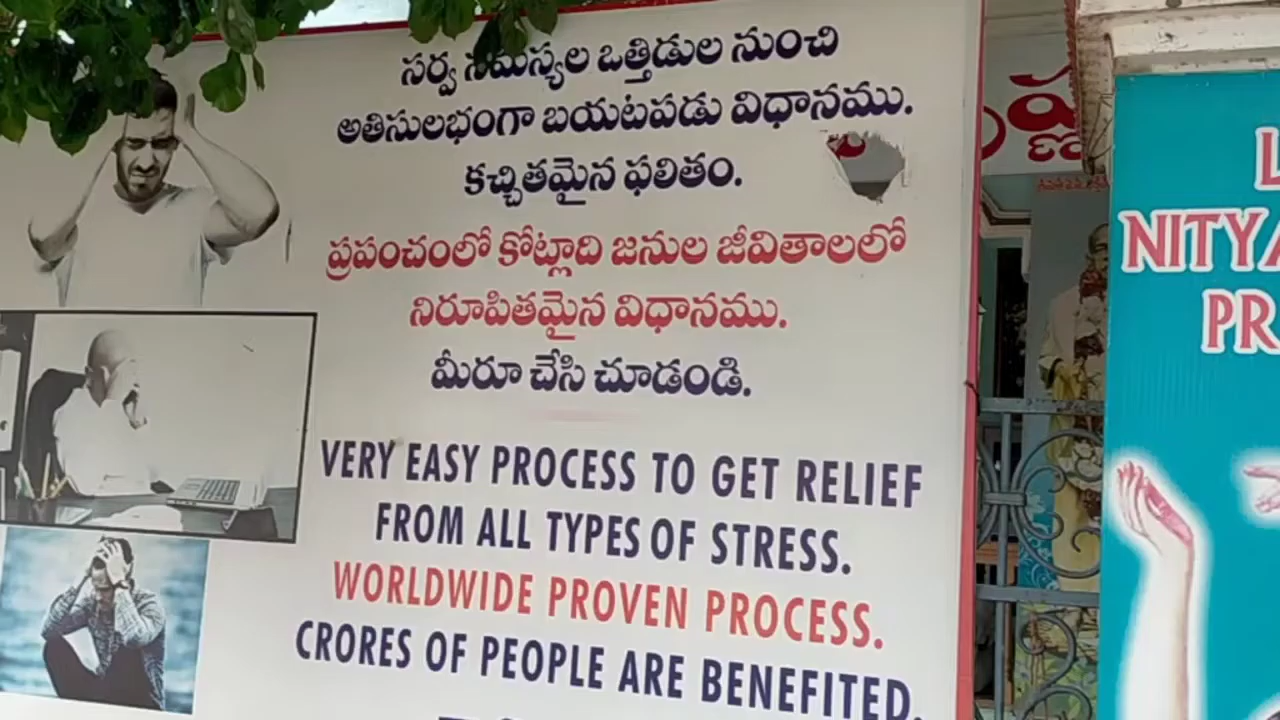 సర్వ సమస్యల ఒత్తిడుల నుంచి
అతిసులభంగా బయటపడు విధానము.
కచ్చితమైన ఫలితం.
ప్రపంచంలో కోట్లాది జనుల జీవితాలలో
నిరూపితమైన విధానము.
మీరూ చేసి చూడండి.
VERY EASY PROCESS TO GET RELIEF
FROM ALL TYPES OF STRESS.
WORLDWIDE PROVEN PROCESS.
CRORES OF PEOPLE ARE BENEFITED.
L
NITYA
PR